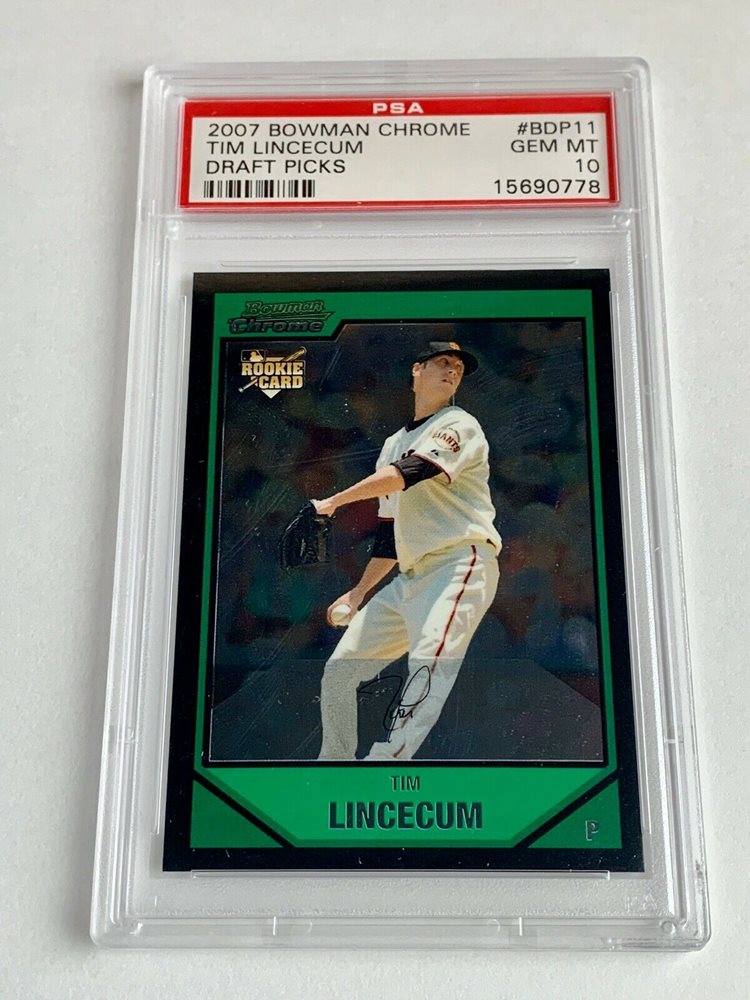 PSA
2007 BOWMAN CHROME #BDP11
TIM LINCECUM GEM MT
DRAFT PICKS 10
15690778
Bowman
Chrome
ROOKIE
CARD
GIANTS
TIM
LINCECUM
P